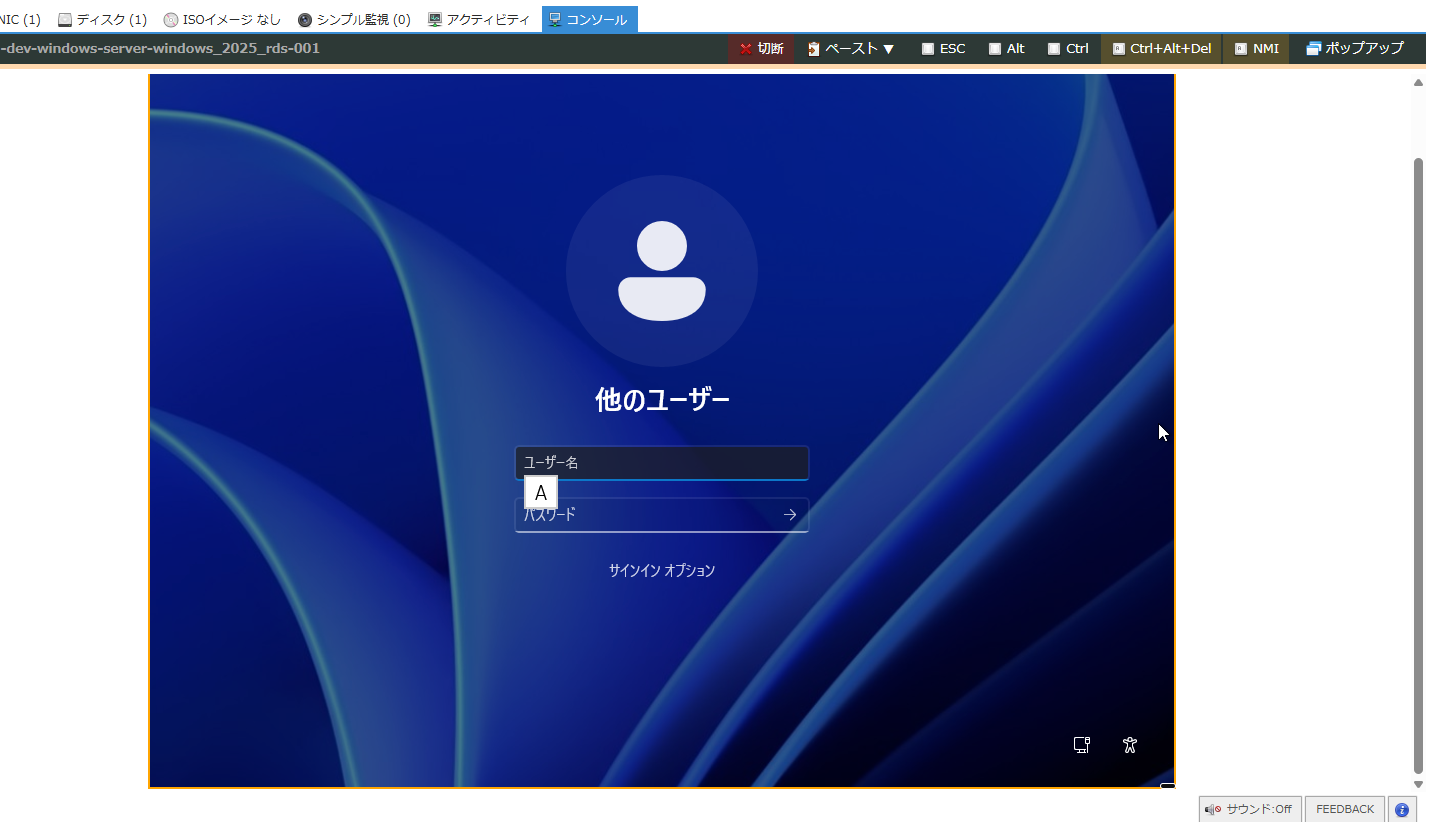 NIC (1) ディスク (1) ISOイメージ なし シンプル監視 (0) アクティビティ コンソール
-dev-windows-server-windows_2025_rds-001 切断 ペースト ▼ ESC Alt Ctrl Ctrl+Alt+Del NMI ポップアップ
他のユーザー
ユーザー名
A
パスワード
サインイン オプション
サウンド:Off FEEDBACK